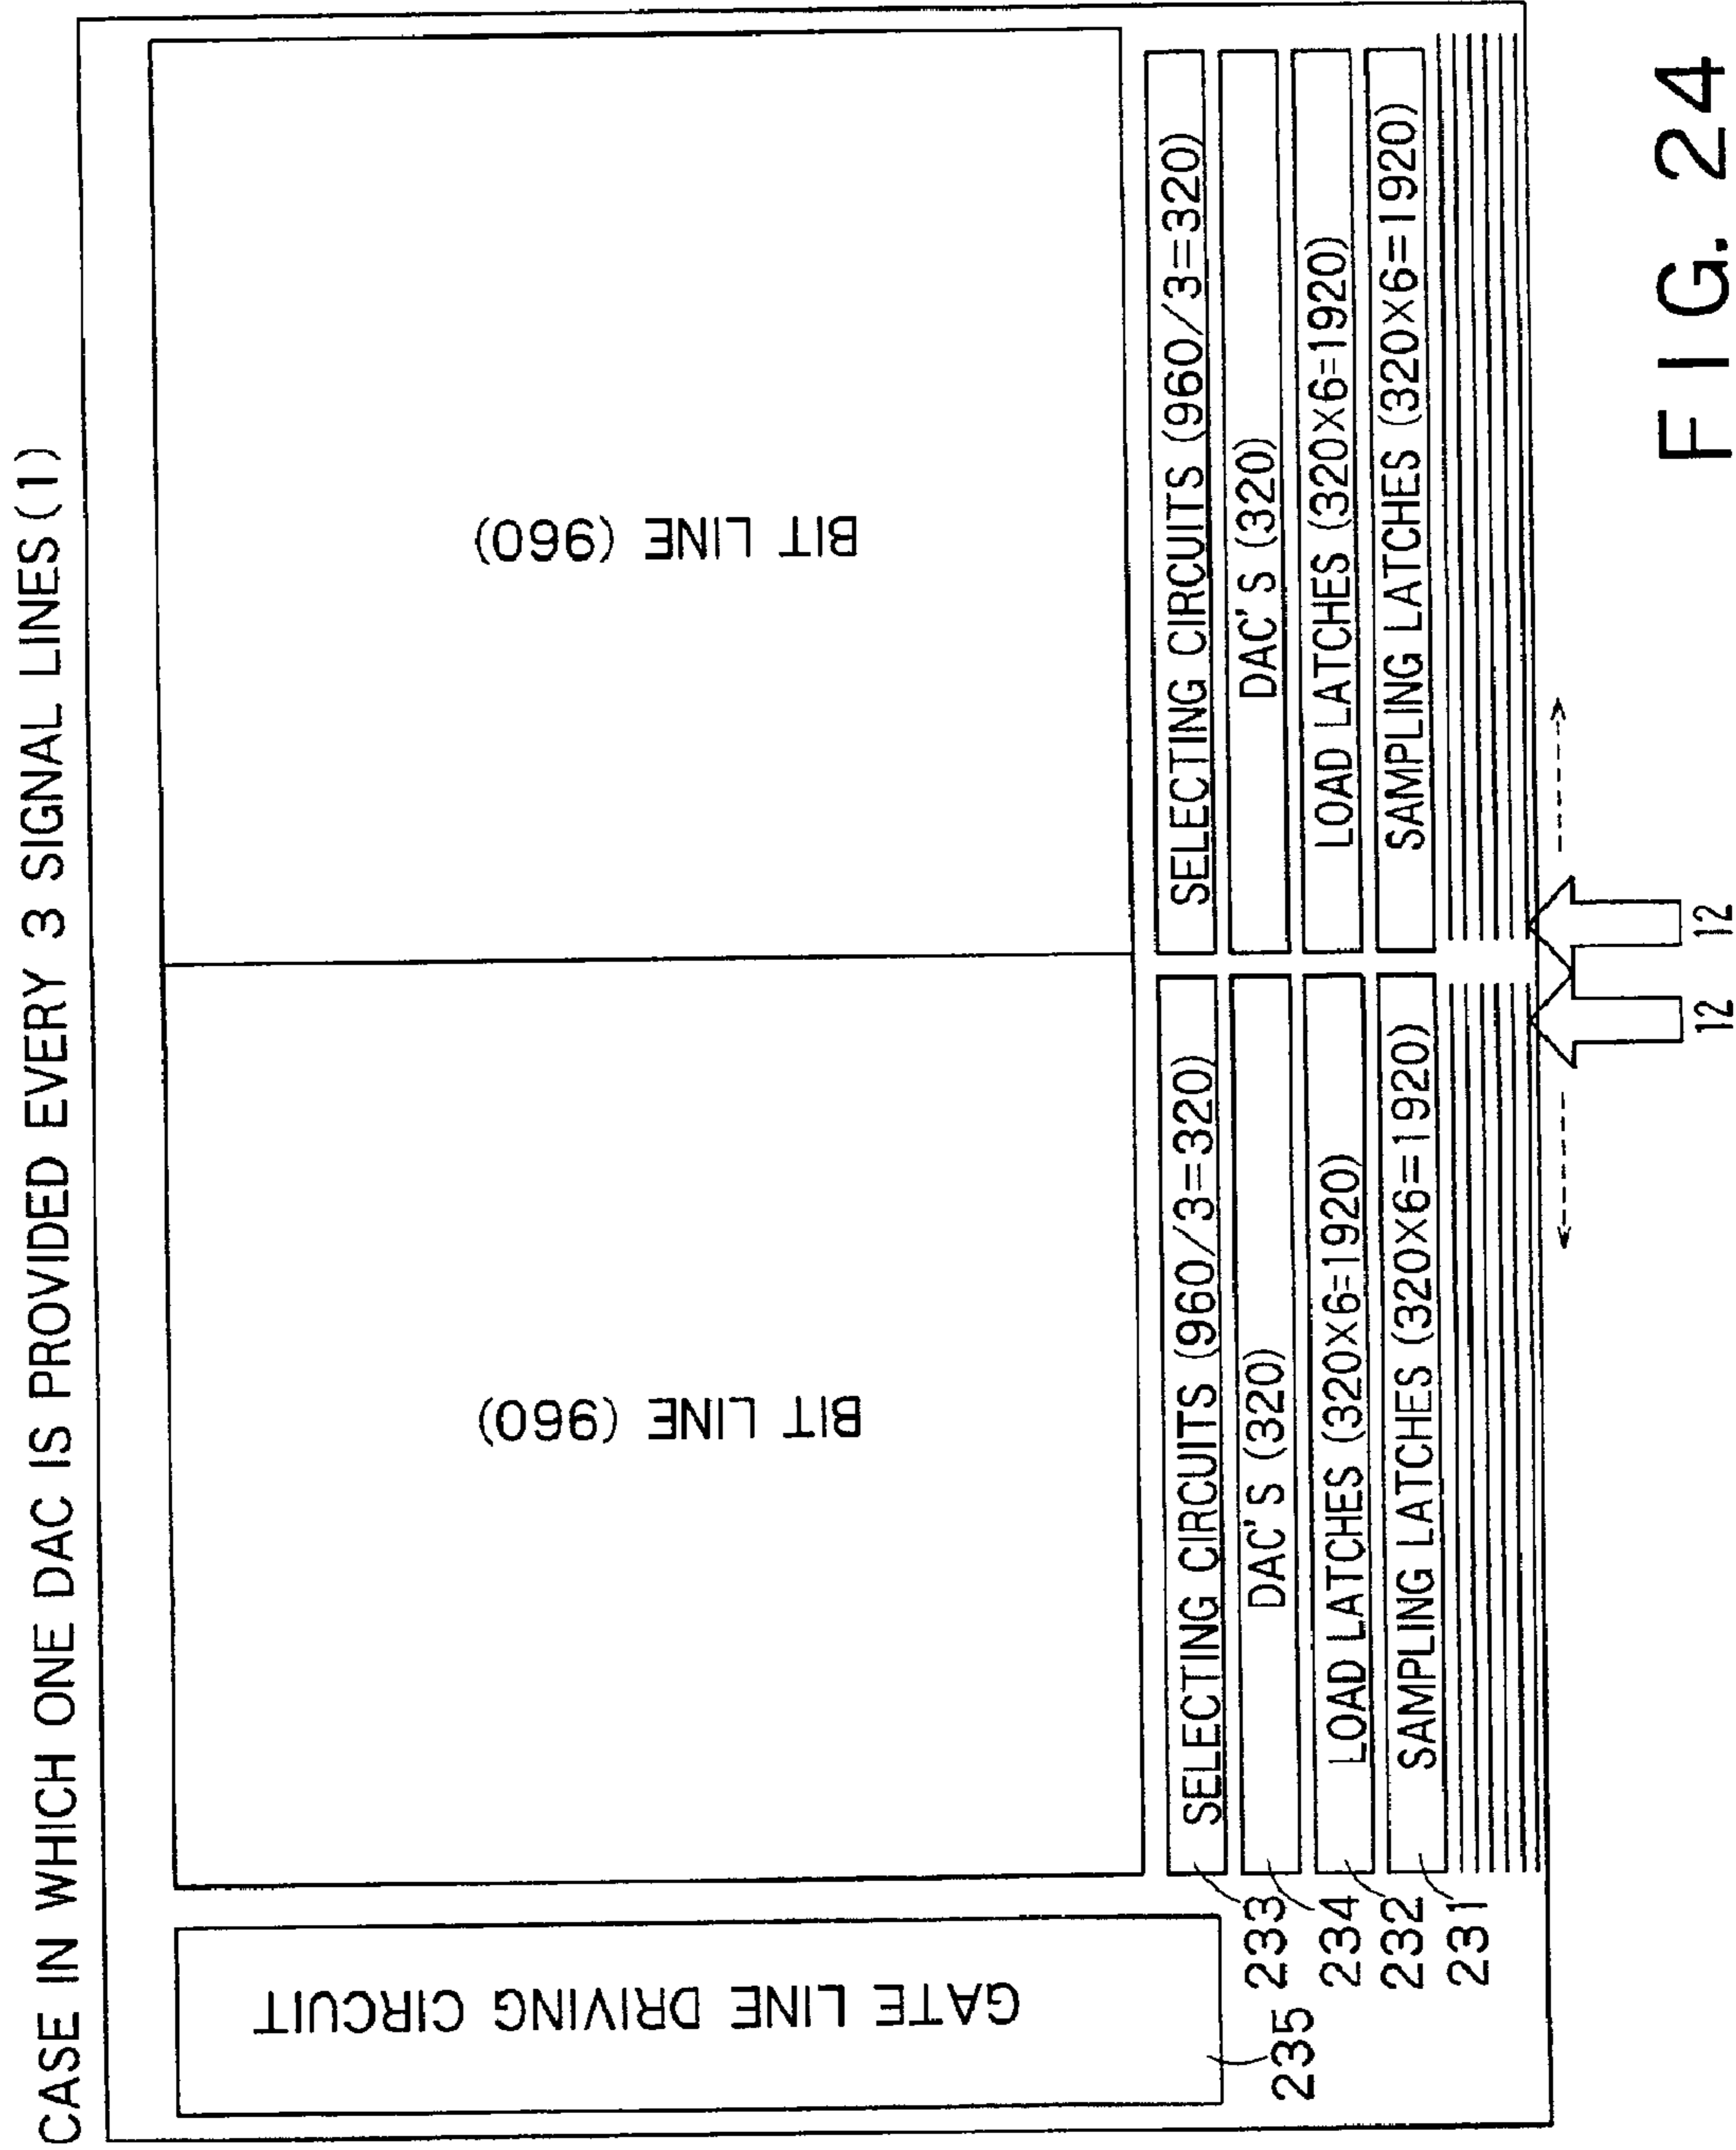 CASE IN WHICH ONE DAC IS PROVIDED EVERY 3 SIGNAL LINES (1)
GATE LINE DRIVING CIRCUIT
235
BIT LINE (960)
BIT LINE (960)
SELECTING CIRCUITS (960/3=320)
SELECTING CIRCUITS (960/3=320)
233
DAC'S (320)
DAC'S (320)
234
LOAD LATCHES (320×6=1920)
LOAD LATCHES (320×6=1920)
232
SAMPLING LATCHES (320×6=1920)
SAMPLING LATCHES (320×6=1920)
231
12
12
FIG. 24